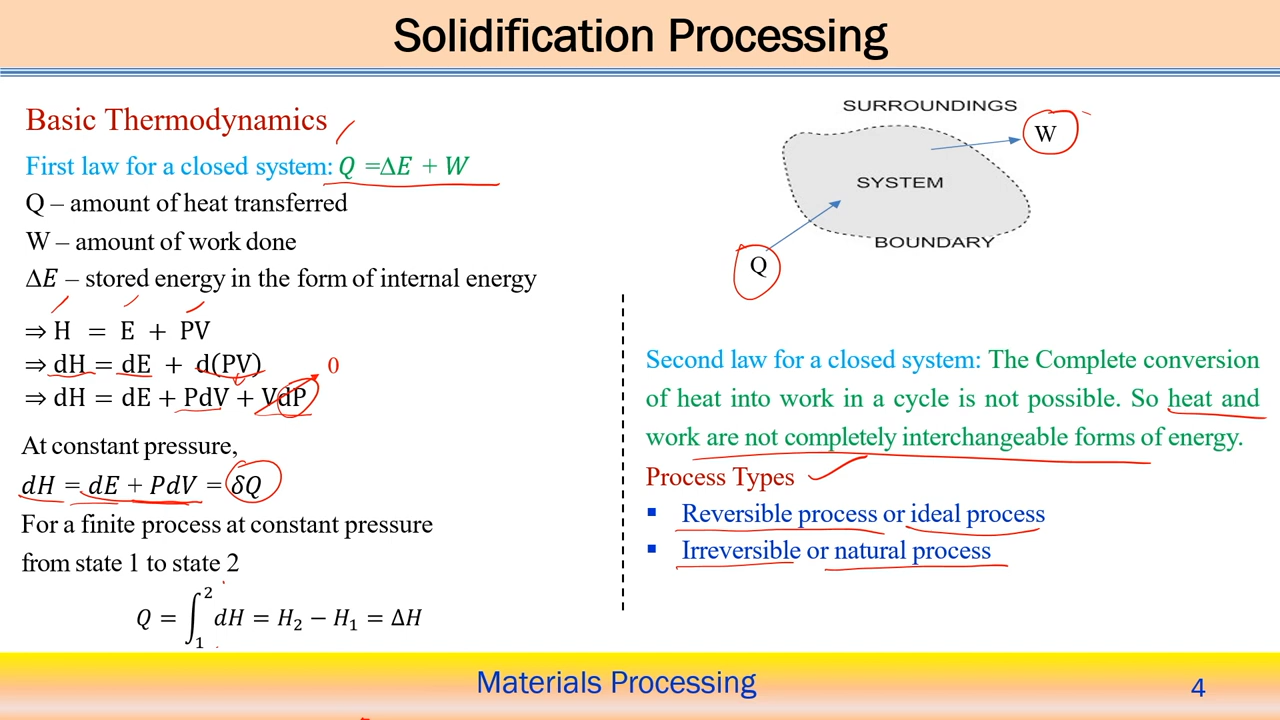 Solidification Processing
Basic Thermodynamics
First law for a closed system: Q =ΔE + W
Q – amount of heat transferred
W – amount of work done
ΔE – stored energy in the form of internal energy
⇒ H = E + PV
⇒ dH = dE + d(PV)
⇒ dH = dE + PdV + VdP 0
At constant pressure,
dH = dE + PdV = δQ
For a finite process at constant pressure
from state 1 to state 2
Q = ∫₁² dH = H₂ − H₁ = ΔH
SURROUNDINGS
W
SYSTEM
BOUNDARY
Q
Second law for a closed system: The Complete conversion
of heat into work in a cycle is not possible. So heat and
work are not completely interchangeable forms of energy.
Process Types
▪ Reversible process or ideal process
▪ Irreversible or natural process
Materials Processing
4